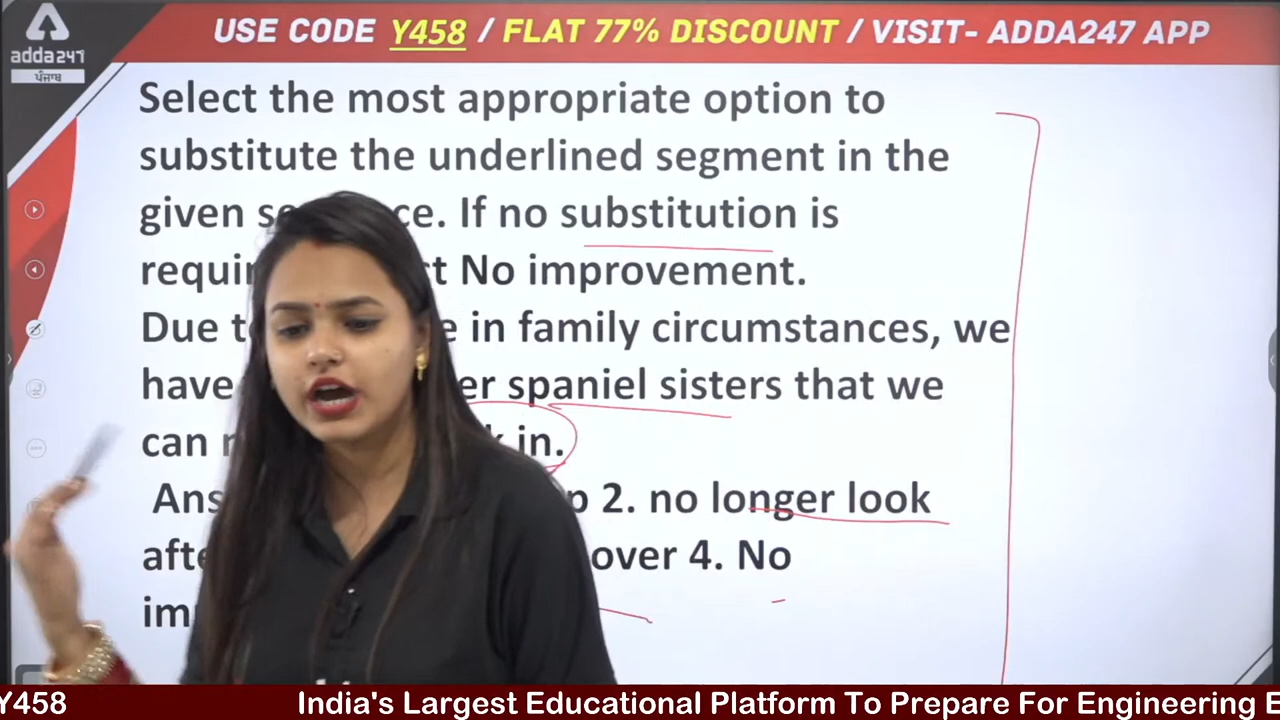 USE CODE Y458 / FLAT 77% DISCOUNT / VISIT- ADDA247 APP
adda247
ਪੰਜਾਬ
Select the most appropriate option to
substitute the underlined segment in the
given ce. If no substitution is
requir t No improvement.
Due t e in family circumstances, we
have er spaniel sisters that we
can k in.
Ans p 2. no longer look
afte over 4. No
im
Y458 India's Largest Educational Platform To Prepare For Engineering E